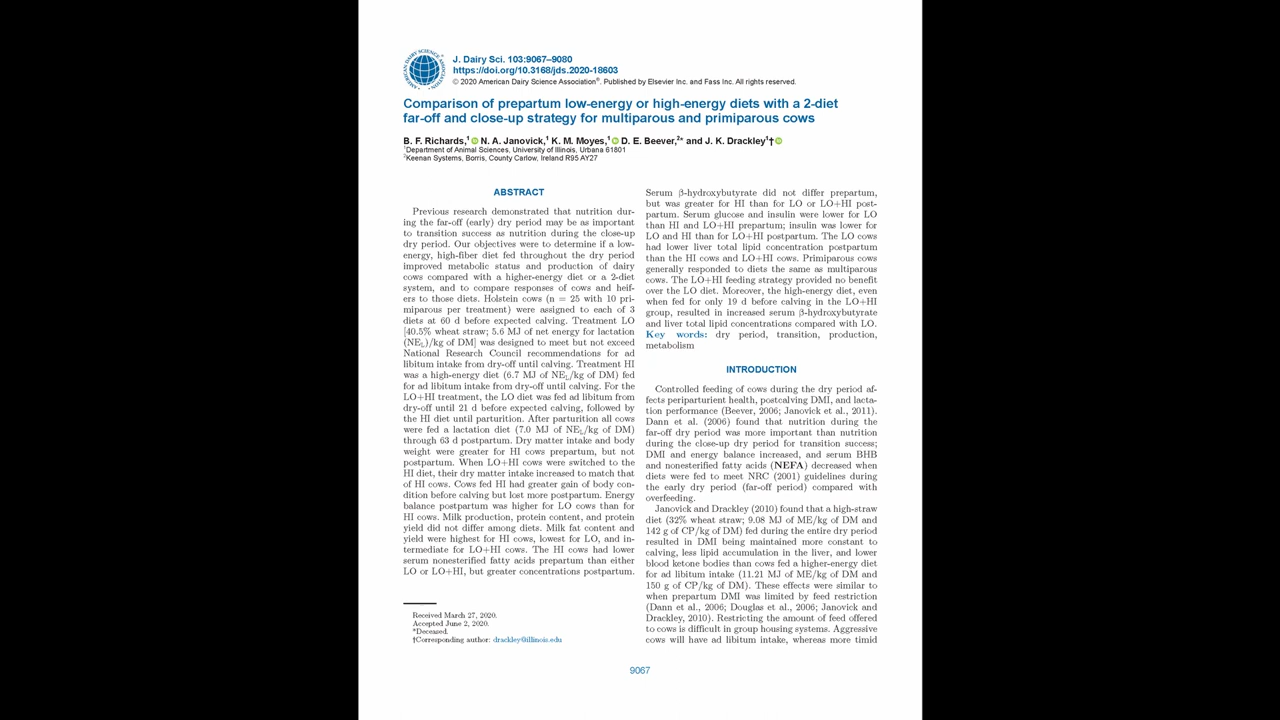 J. Dairy Sci. 103:9067–9080
https://doi.org/10.3168/jds.2020-18603
© 2020 American Dairy Science Association®. Published by Elsevier Inc. and Fass Inc. All rights reserved.
Comparison of prepartum low-energy or high-energy diets with a 2-diet
far-off and close-up strategy for multiparous and primiparous cows
B. F. Richards,¹ N. A. Janovick,¹ K. M. Moyes,¹ D. E. Beever,²* and J. K. Drackley¹†
¹Department of Animal Sciences, University of Illinois, Urbana 61801
²Keenan Systems, Borris, County Carlow, Ireland R95 AY27
ABSTRACT
Previous research demonstrated that nutrition dur-
ing the far-off (early) dry period may be as important
to transition success as nutrition during the close-up
dry period. Our objectives were to determine if a low-
energy, high-fiber diet fed throughout the dry period
improved metabolic status and production of dairy
cows compared with a higher-energy diet or a 2-diet
system, and to compare responses of cows and heif-
ers to those diets. Holstein cows (n = 25 with 10 pri-
miparous per treatment) were assigned to each of 3
diets at 60 d before expected calving. Treatment LO
[40.5% wheat straw; 5.6 MJ of net energy for lactation
(NEL)/kg of DM] was designed to meet but not exceed
National Research Council recommendations for ad
libitum intake from dry-off until calving. Treatment HI
was a high-energy diet (6.7 MJ of NEL/kg of DM) fed
for ad libitum intake from dry-off until calving. For the
LO+HI treatment, the LO diet was fed ad libitum from
dry-off until 21 d before expected calving, followed by
the HI diet until parturition. After parturition all cows
were fed a lactation diet (7.0 MJ of NEL/kg of DM)
through 63 d postpartum. Dry matter intake and body
weight were greater for HI cows prepartum, but not
postpartum. When LO+HI cows were switched to the
HI diet, their dry matter intake increased to match that
of HI cows. Cows fed HI had greater gain of body con-
dition before calving but lost more postpartum. Energy
balance postpartum was higher for LO cows than for
HI cows. Milk production, protein content, and protein
yield did not differ among diets. Milk fat content and
yield were highest for HI cows, lowest for LO, and in-
termediate for LO+HI cows. The HI cows had lower
serum nonesterified fatty acids prepartum than either
LO or LO+HI, but greater concentrations postpartum.
Received March 27, 2020.
Accepted June 2, 2020.
*Deceased.
†Corresponding author: drackley@illinois.edu
Serum β-hydroxybutyrate did not differ prepartum,
but was greater for HI than for LO or LO+HI post-
partum. Serum glucose and insulin were lower for LO
than HI and LO+HI prepartum; insulin was lower for
LO and HI than for LO+HI postpartum. The LO cows
had lower liver total lipid concentration postpartum
than the HI cows and LO+HI cows. Primiparous cows
generally responded to diets the same as multiparous
cows. The LO+HI feeding strategy provided no benefit
over the LO diet. Moreover, the high-energy diet, even
when fed for only 19 d before calving in the LO+HI
group, resulted in increased serum β-hydroxybutyrate
and liver total lipid concentrations compared with LO.
Key words: dry period, transition, production,
metabolism
INTRODUCTION
Controlled feeding of cows during the dry period af-
fects periparturient health, postcalving DMI, and lacta-
tion performance (Beever, 2006; Janovick et al., 2011).
Dann et al. (2006) found that nutrition during the
far-off dry period was more important than nutrition
during the close-up dry period for transition success;
DMI and energy balance increased, and serum BHB
and nonesterified fatty acids (NEFA) decreased when
diets were fed to meet NRC (2001) guidelines during
the early dry period (far-off period) compared with
overfeeding.
Janovick and Drackley (2010) found that a high-straw
diet (32% wheat straw; 9.08 MJ of ME/kg of DM and
142 g of CP/kg of DM) fed during the entire dry period
resulted in DMI being maintained more constant to
calving, less lipid accumulation in the liver, and lower
blood ketone bodies than cows fed a higher-energy diet
for ad libitum intake (11.21 MJ of ME/kg of DM and
150 g of CP/kg of DM). These effects were similar to
when prepartum DMI was limited by feed restriction
(Dann et al., 2006; Douglas et al., 2006; Janovick and
Drackley, 2010). Restricting the amount of feed offered
to cows is difficult in group housing systems. Aggressive
cows will have ad libitum intake, whereas more timid
9067